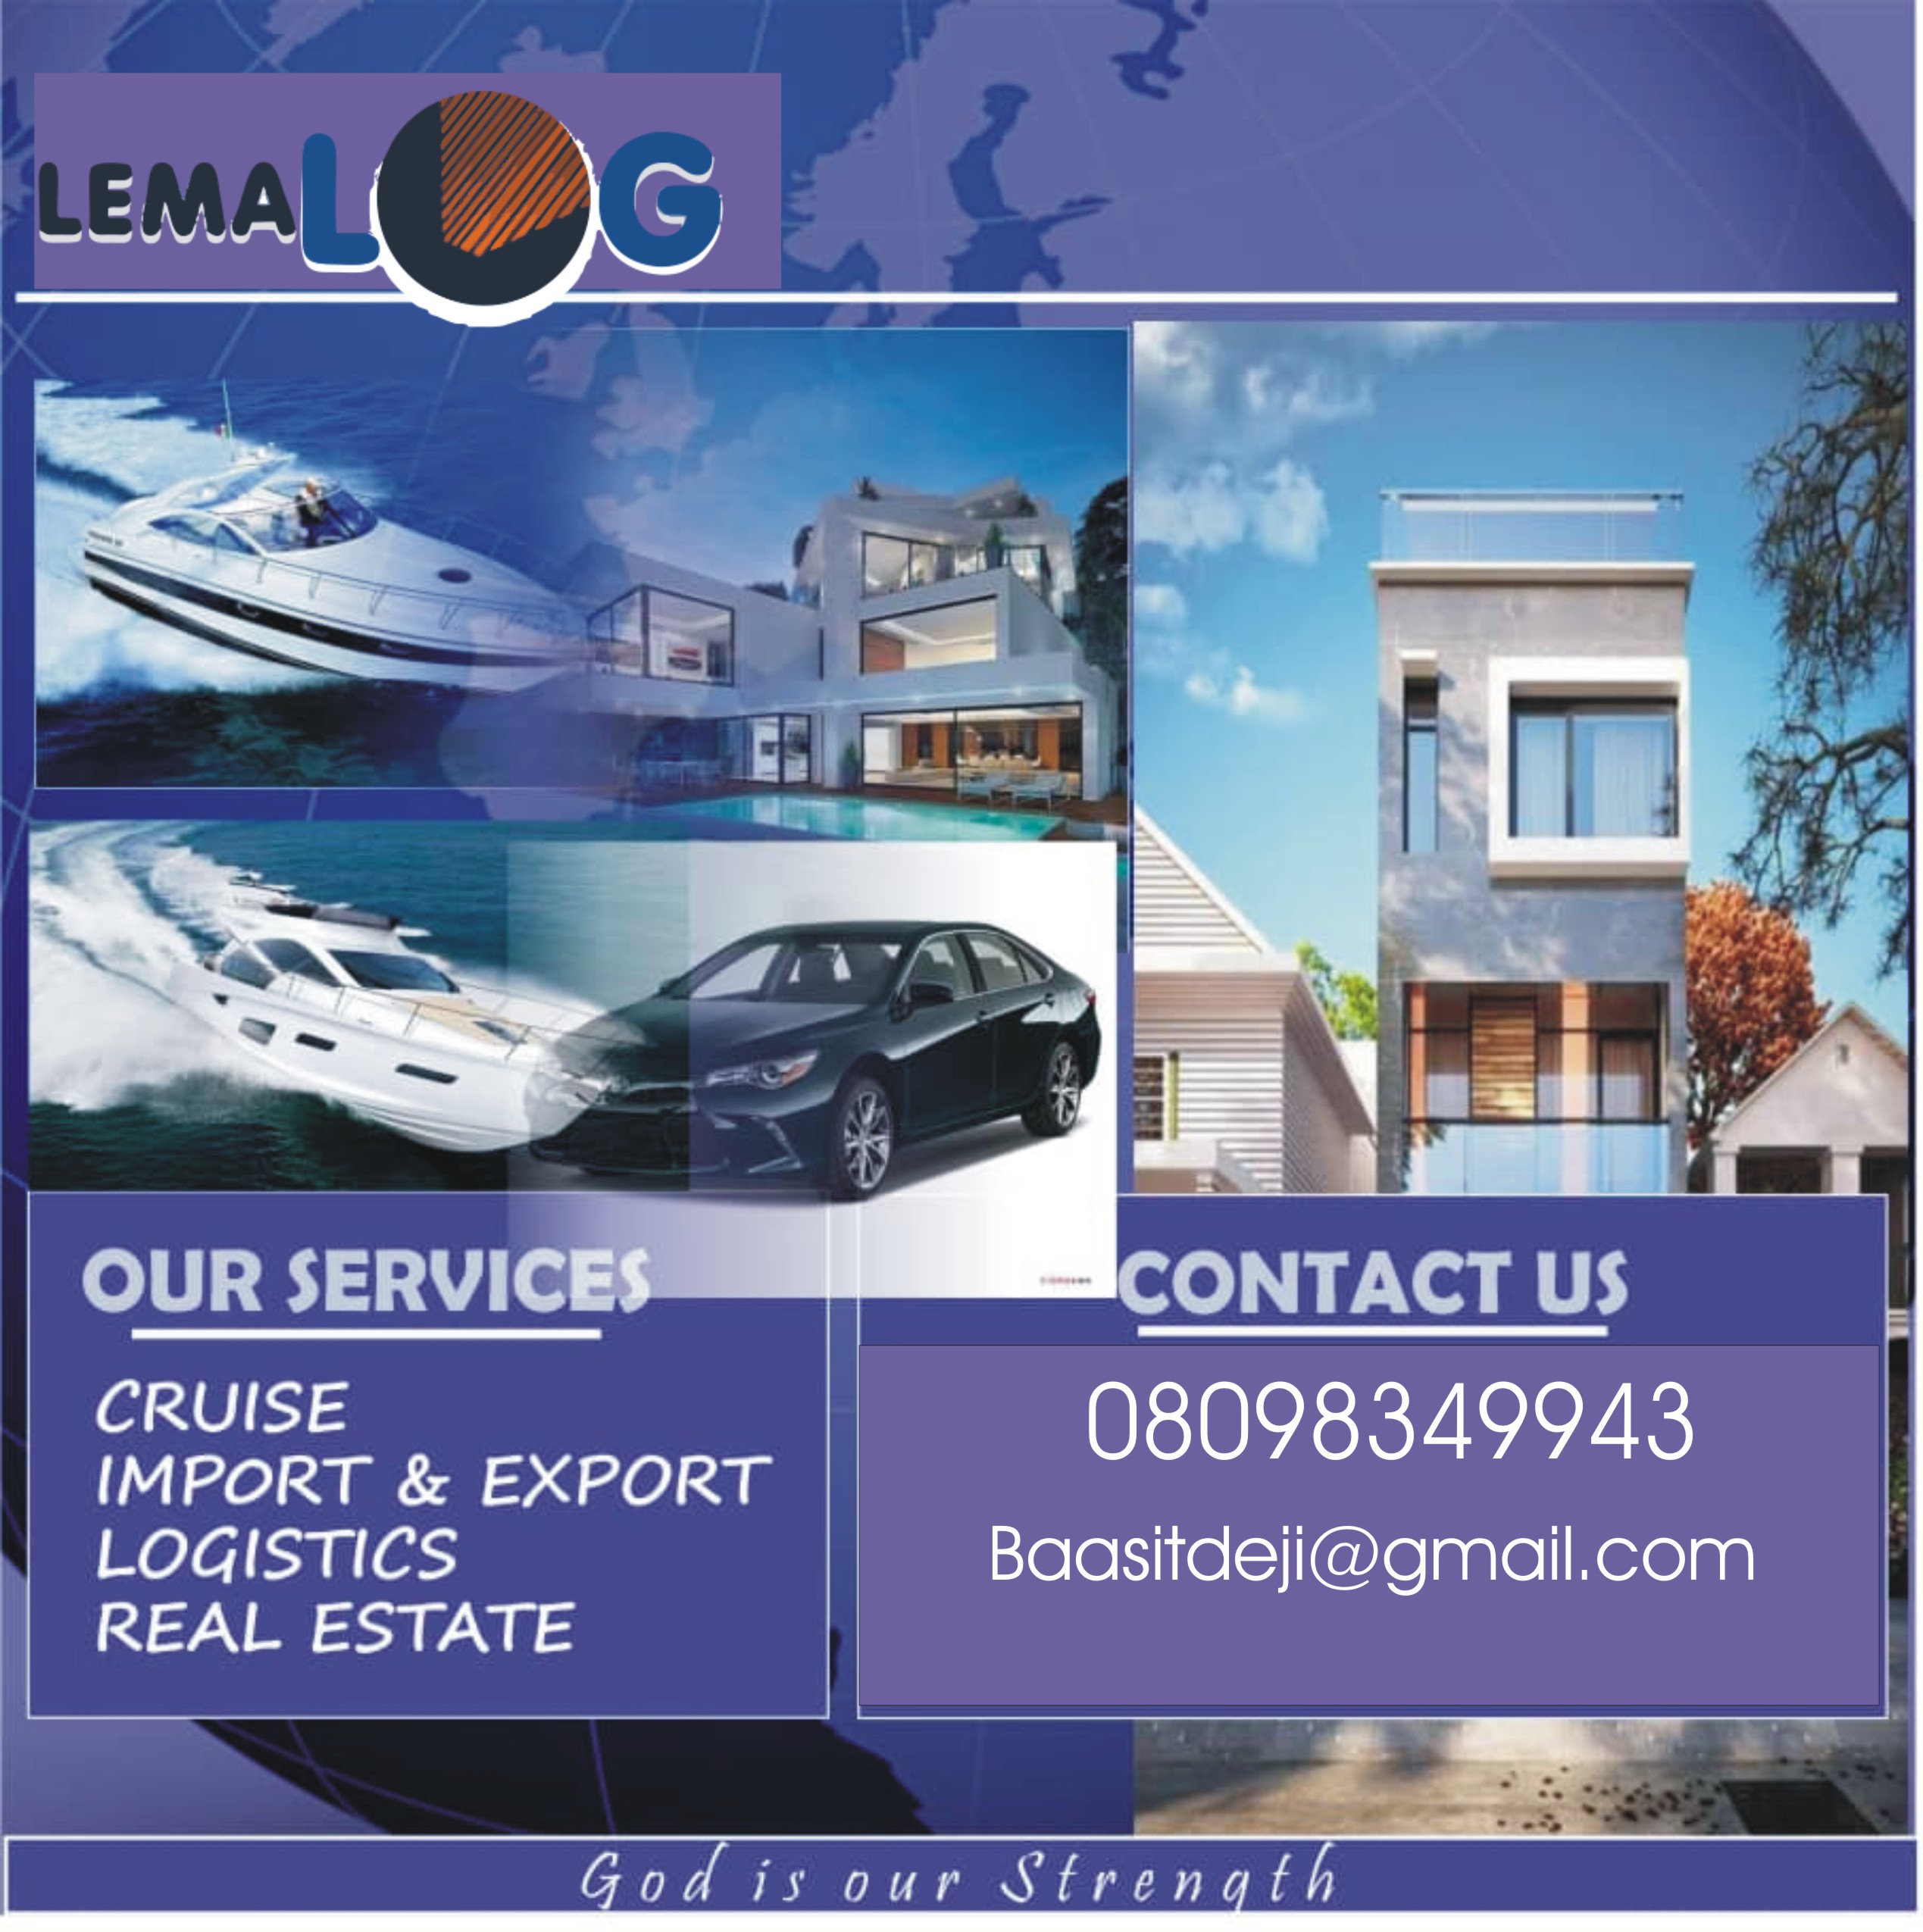 LEMALOG
OUR SERVICES
CRUISE
IMPORT & EXPORT
LOGISTICS
REAL ESTATE
CONTACT US
08098349943
Baasitdeji@gmail.com
God is our Strength